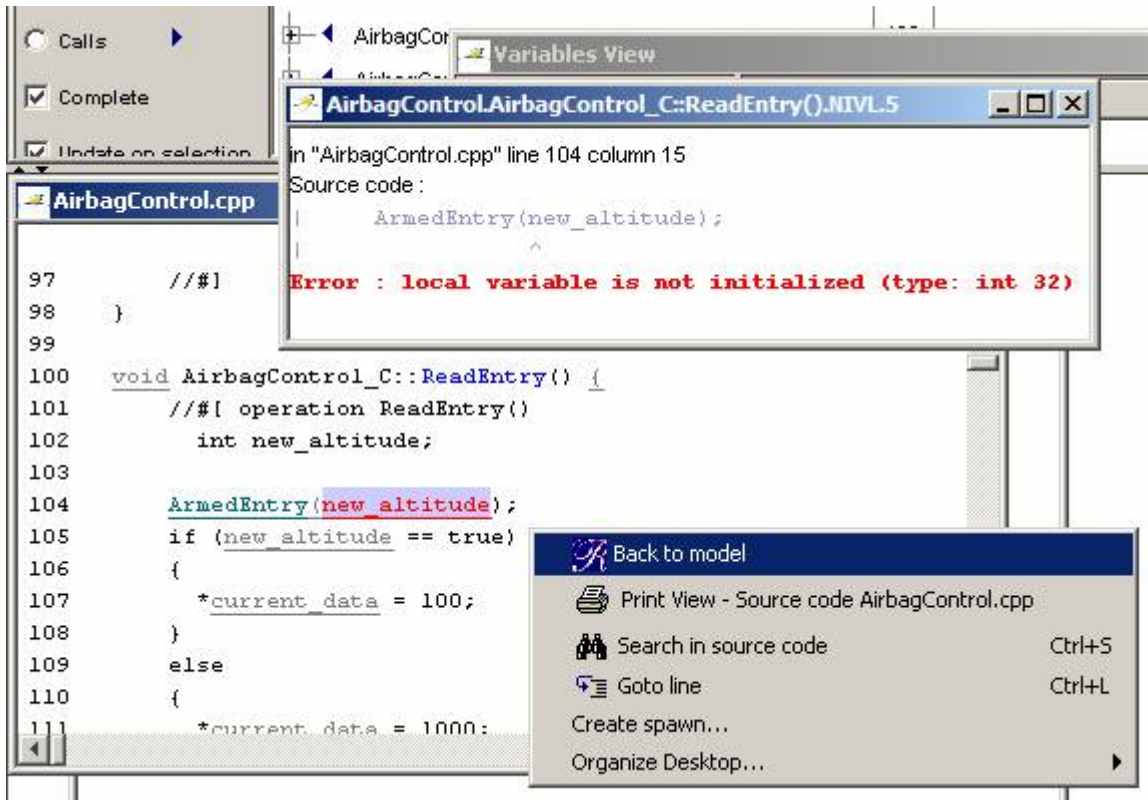 Calls
Complete
Update on selection
AirbagCor
Variables View
AirbagControl.AirbagControl_C::ReadEntry().NIVL.5
in "AirbagControl.cpp" line 104 column 15
Source code :
| ArmedEntry(new_altitude);
| ^
Error : local variable is not initialized (type: int 32)
AirbagControl.cpp
97 //#]
98 }
99
100 void AirbagControl_C::ReadEntry() {
101 //#[ operation ReadEntry()
102 int new_altitude;
103
104 ArmedEntry(new_altitude);
105 if (new_altitude == true)
106 {
107 *current_data = 100;
108 }
109 else
110 {
111 *current_data = 1000;
Back to model
Print View - Source code AirbagControl.cpp
Search in source code Ctrl+S
Goto line Ctrl+L
Create spawn...
Organize Desktop...